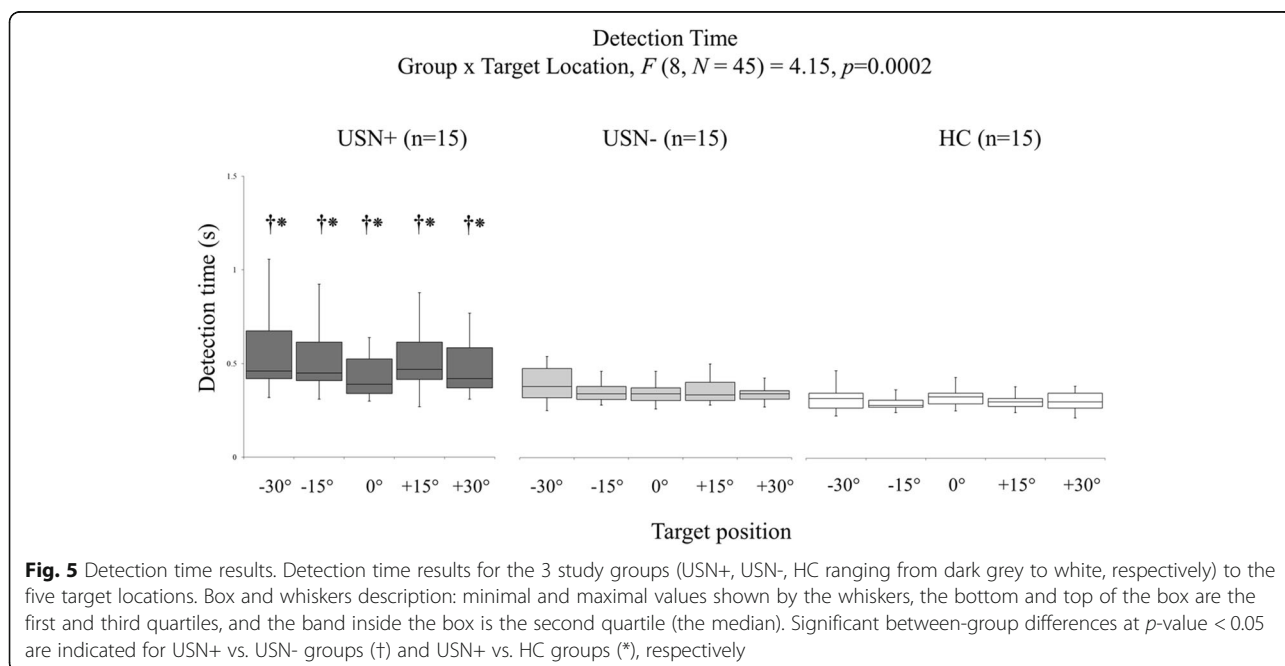 Detection Time
Group x Target Location, F (8, N = 45) = 4.15, p=0.0002
USN+ (n=15) USN- (n=15) HC (n=15)
1.5
†* †* †* †* †*
1
0.5
0
Detection time (s)
-30° -15° 0° +15° +30° -30° -15° 0° +15° +30° -30° -15° 0° +15° +30°
Target position
Fig. 5 Detection time results. Detection time results for the 3 study groups (USN+, USN-, HC ranging from dark grey to white, respectively) to the
five target locations. Box and whiskers description: minimal and maximal values shown by the whiskers, the bottom and top of the box are the
first and third quartiles, and the band inside the box is the second quartile (the median). Significant between-group differences at p-value < 0.05
are indicated for USN+ vs. USN- groups (†) and USN+ vs. HC groups (*), respectively